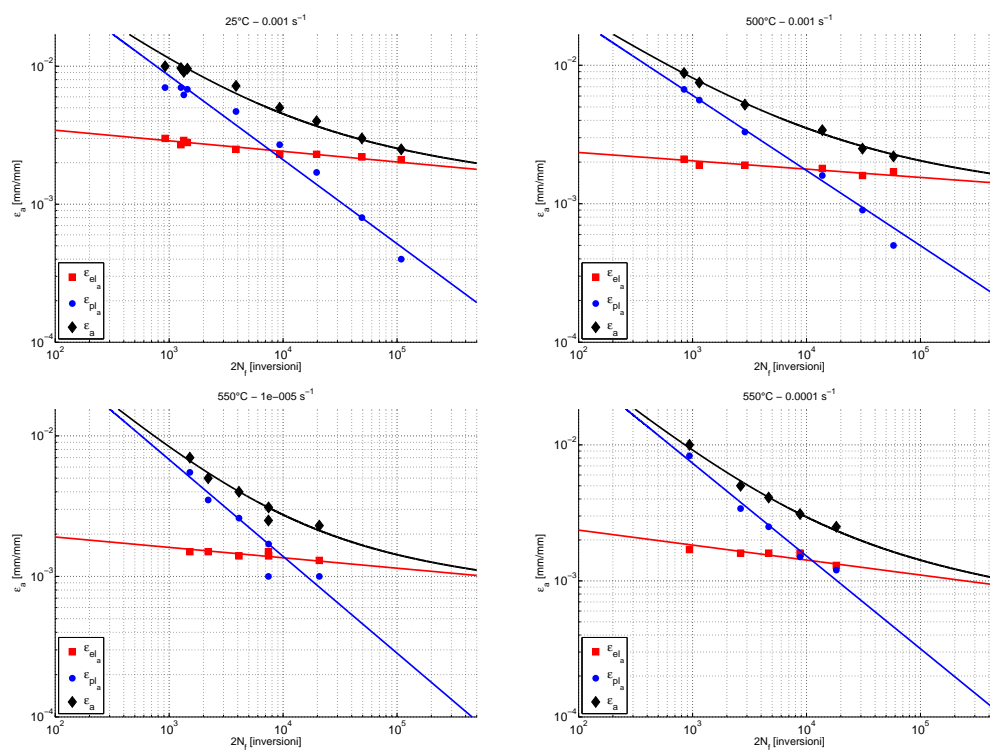 25°C − 0.001 s⁻¹
10⁻²
10⁻³
10⁻⁴
εₐ [mm/mm]
10² 10³ 10⁴ 10⁵
2N_f [inversioni]
ε_el_a
ε_pl_a
ε_a
500°C − 0.001 s⁻¹
10⁻²
10⁻³
10⁻⁴
εₐ [mm/mm]
10² 10³ 10⁴ 10⁵
2N_f [inversioni]
ε_el_a
ε_pl_a
ε_a
550°C − 1e−005 s⁻¹
10⁻²
10⁻³
10⁻⁴
εₐ [mm/mm]
10² 10³ 10⁴ 10⁵
2N_f [inversioni]
ε_el_a
ε_pl_a
ε_a
550°C − 0.0001 s⁻¹
10⁻²
10⁻³
10⁻⁴
εₐ [mm/mm]
10² 10³ 10⁴ 10⁵
2N_f [inversioni]
ε_el_a
ε_pl_a
ε_a